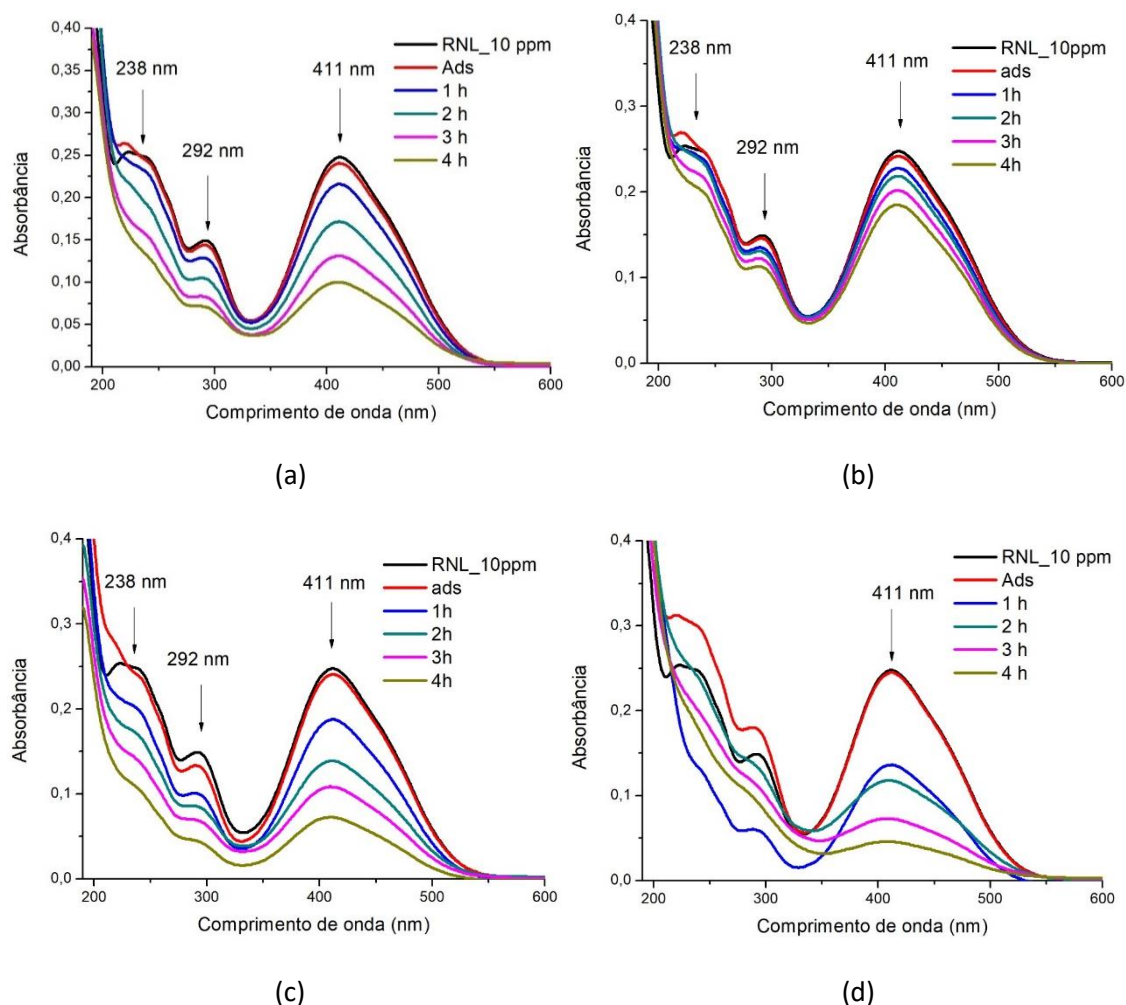 0,40
0,35
0,30
0,25
0,20
0,15
0,10
0,05
0,00
Absorbância
238 nm
292 nm
411 nm
RNL_10 ppm
Ads
1 h
2 h
3 h
4 h
200 300 400 500 600
Comprimento de onda (nm)
(a)
0,4
0,3
0,2
0,1
0,0
Absorbância
238 nm
292 nm
411 nm
RNL_10ppm
ads
1h
2h
3h
4h
200 300 400 500 600
Comprimento de onda (nm)
(b)
0,4
0,3
0,2
0,1
0,0
Absorbância
238 nm
292 nm
411 nm
RNL_10ppm
ads
1h
2h
3h
4h
200 300 400 500 600
Comprimento de onda (nm)
(c)
0,4
0,3
0,2
0,1
0,0
Absorbância
411 nm
RNL_10 ppm
Ads
1 h
2 h
3 h
4 h
200 300 400 500 600
Comprimento de onda (nm)
(d)